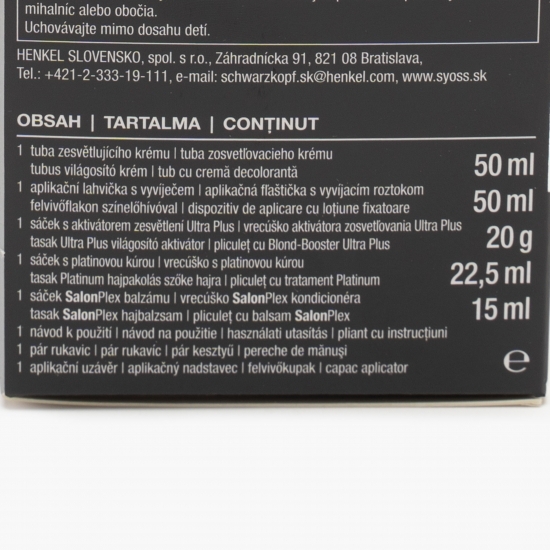 mihalníc alebo obočia.
Uchovávajte mimo dosahu detí.
HENKEL SLOVENSKO, spol. s r.o., Záhradnícka 91, 821 08 Bratislava,
Tel.: +421-2-333-19-111, e-mail: schwarzkopf.sk@henkel.com, www.syoss.sk
OBSAH | TARTALMA | CONȚINUT
1 tuba zesvětlujícího krému | tuba zosvetľovacieho krému
tubus világosító krém | tub cu cremă decolorantă 50 ml
1 aplikační lahvička s vyvíječem | aplikačná fľaštička s vyvíjacím roztokom
felvivőflakon színelőhívóval | dispozitiv de aplicare cu loțiune fixatoare 50 ml
1 sáček s aktivátorem zesvětlení Ultra Plus | vrecúško aktivátora zosvetľovania Ultra Plus
tasak Ultra Plus világosító aktivátor | pliculeț cu Blond-Booster Ultra Plus 20 g
1 sáček s platinovou kúrou | vrecúško s platinovou kúrou
tasak Platinum hajpakolás szőke hajra | pliculeț cu tratament Platinum 22,5 ml
1 sáček SalonPlex balzámu | vrecúško SalonPlex kondicionéra
tasak SalonPlex hajbalzsam | pliculeț cu balsam SalonPlex 15 ml
1 návod k použití | návod na použitie | használati utasítás | pliant cu instrucțiuni
1 pár rukavic | pár rukavíc | pár kesztyű | pereche de mănuși
1 aplikační uzávěr | aplikačný nadstavec | felvivőkupak | capac aplicator
℮